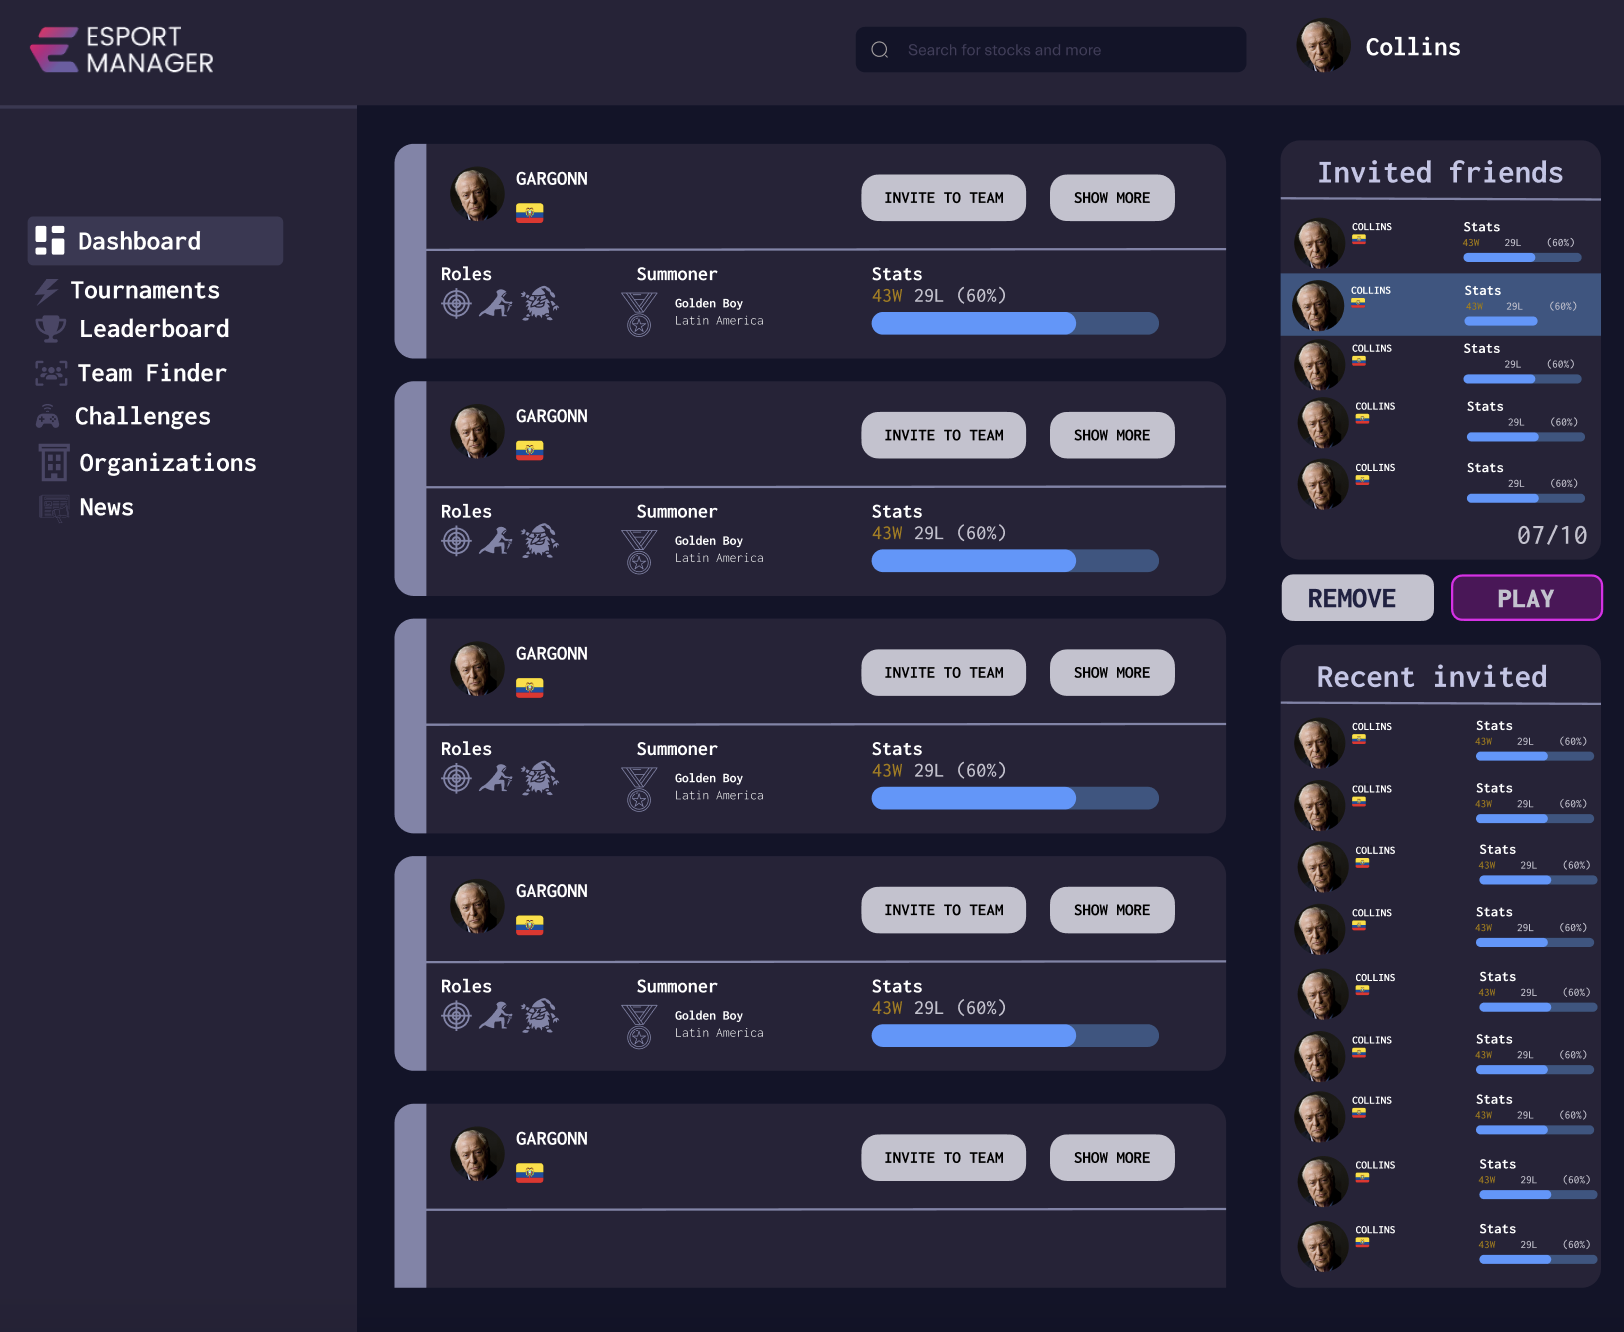 ESPORT
MANAGER
Search for stocks and more
Collins
Dashboard
Tournaments
Leaderboard
Team Finder
Challenges
Organizations
News
GARGONN
INVITE TO TEAM
SHOW MORE
Roles
Summoner
Stats
Golden Boy
Latin America
43W 29L (60%)
GARGONN
INVITE TO TEAM
SHOW MORE
Roles
Summoner
Stats
Golden Boy
Latin America
43W 29L (60%)
GARGONN
INVITE TO TEAM
SHOW MORE
Roles
Summoner
Stats
Golden Boy
Latin America
43W 29L (60%)
GARGONN
INVITE TO TEAM
SHOW MORE
Roles
Summoner
Stats
Golden Boy
Latin America
43W 29L (60%)
GARGONN
INVITE TO TEAM
SHOW MORE
Invited friends
COLLINS
Stats
43W 29L (60%)
COLLINS
Stats
43W 29L (60%)
COLLINS
Stats
29L (60%)
COLLINS
Stats
29L (60%)
COLLINS
Stats
29L (60%)
07/10
REMOVE
PLAY
Recent invited
COLLINS
Stats
43W 29L (60%)
COLLINS
Stats
43W 29L (60%)
COLLINS
Stats
43W 29L (60%)
COLLINS
Stats
43W 29L (60%)
COLLINS
Stats
43W 29L (60%)
COLLINS
Stats
43W 29L (60%)
COLLINS
Stats
43W 29L (60%)
COLLINS
Stats
43W 29L (60%)
COLLINS
Stats
43W 29L (60%)